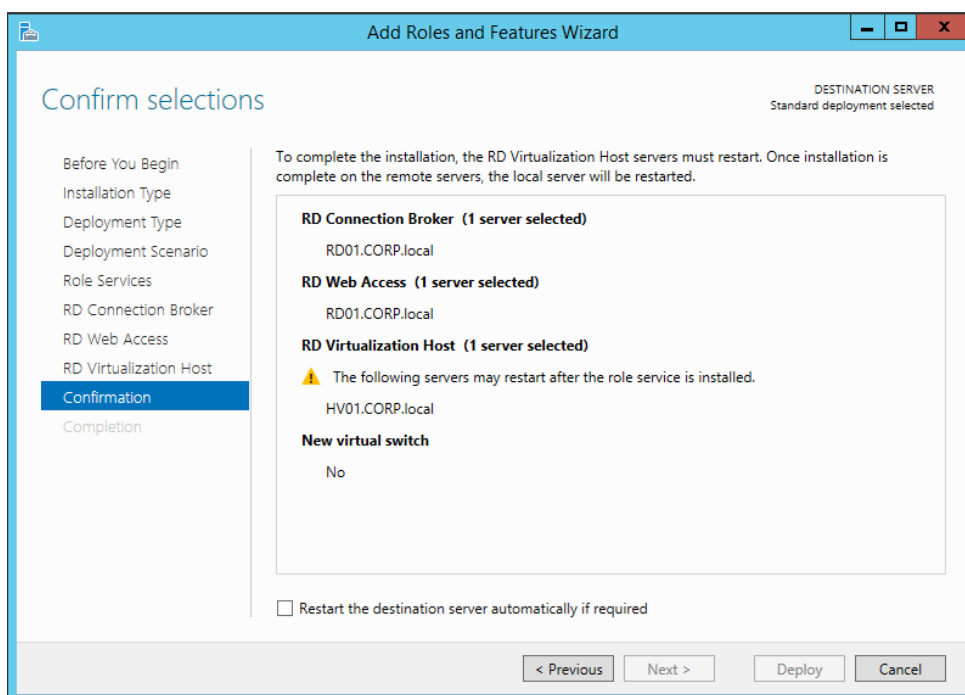 Add Roles and Features Wizard
Confirm selections
DESTINATION SERVER
Standard deployment selected
Before You Begin
Installation Type
Deployment Type
Deployment Scenario
Role Services
RD Connection Broker
RD Web Access
RD Virtualization Host
Confirmation
Completion
To complete the installation, the RD Virtualization Host servers must restart. Once installation is
complete on the remote servers, the local server will be restarted.
RD Connection Broker (1 server selected)
RD01.CORP.local
RD Web Access (1 server selected)
RD01.CORP.local
RD Virtualization Host (1 server selected)
The following servers may restart after the role service is installed.
HV01.CORP.local
New virtual switch
No
Restart the destination server automatically if required
< Previous
Next >
Deploy
Cancel